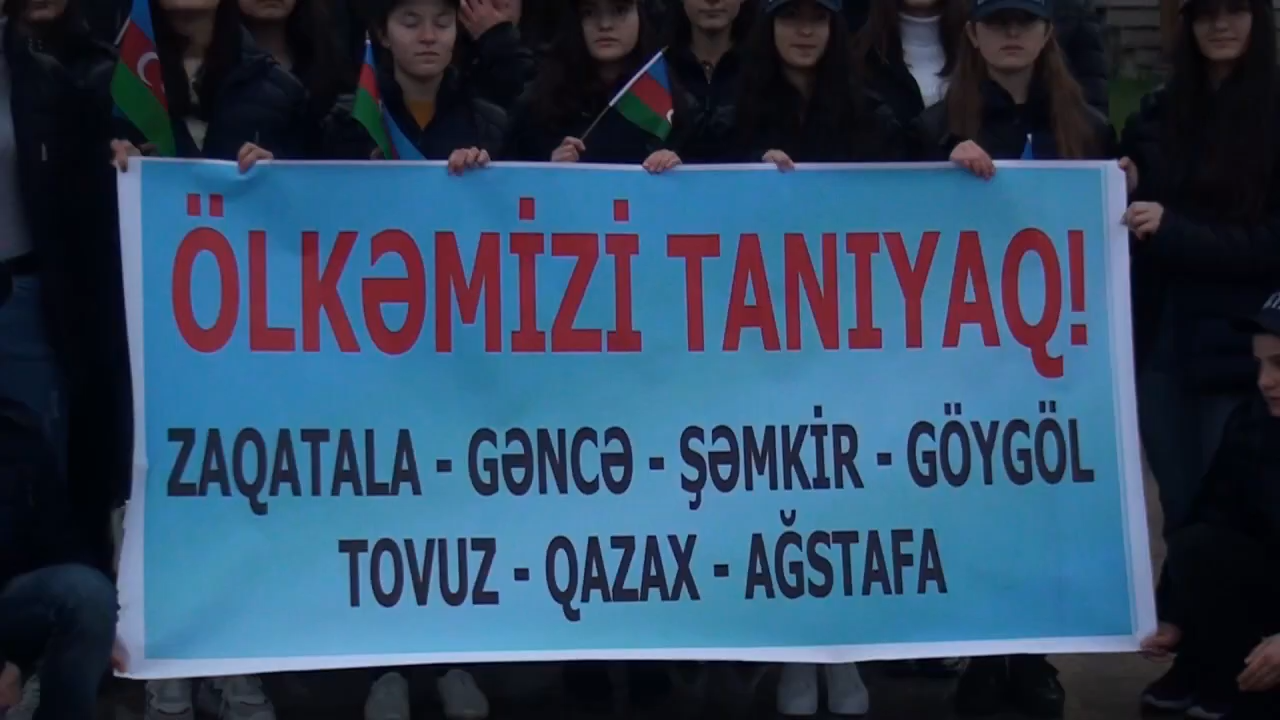 ÖLKƏMİZİ TANIYAQ!
ZAQATALA - GƏNCƏ - ŞƏMKİR - GÖYGÖL
TOVUZ - QAZAX - AĞSTAFA